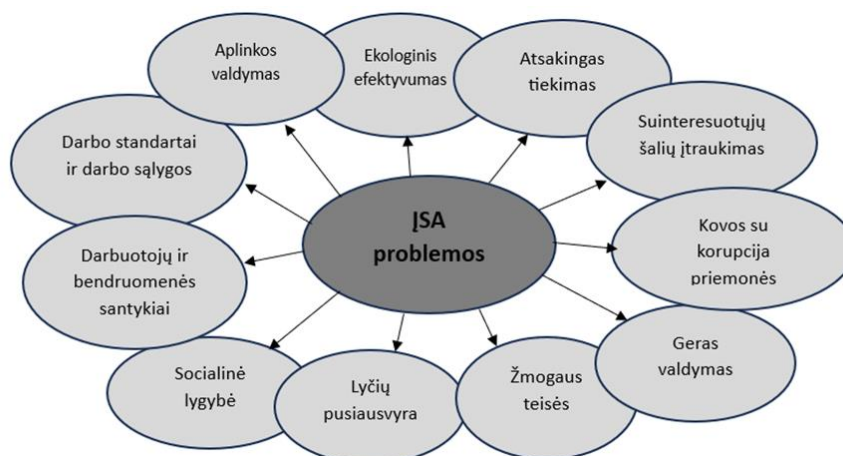 Aplinkos
valdymas
Ekologinis
efektyvumas
Atsakingas
tiekimas
Suinteresuotųjų
šalių įtraukimas
Darbo standartai
ir darbo sąlygos
ĮSA
problemos
Kovos su
korupcija
priemonės
Darbuotojų ir
bendruomenės
santykiai
Geras
valdymas
Socialinė
lygybė
Lyčių
pusiausvyra
Žmogaus
teisės